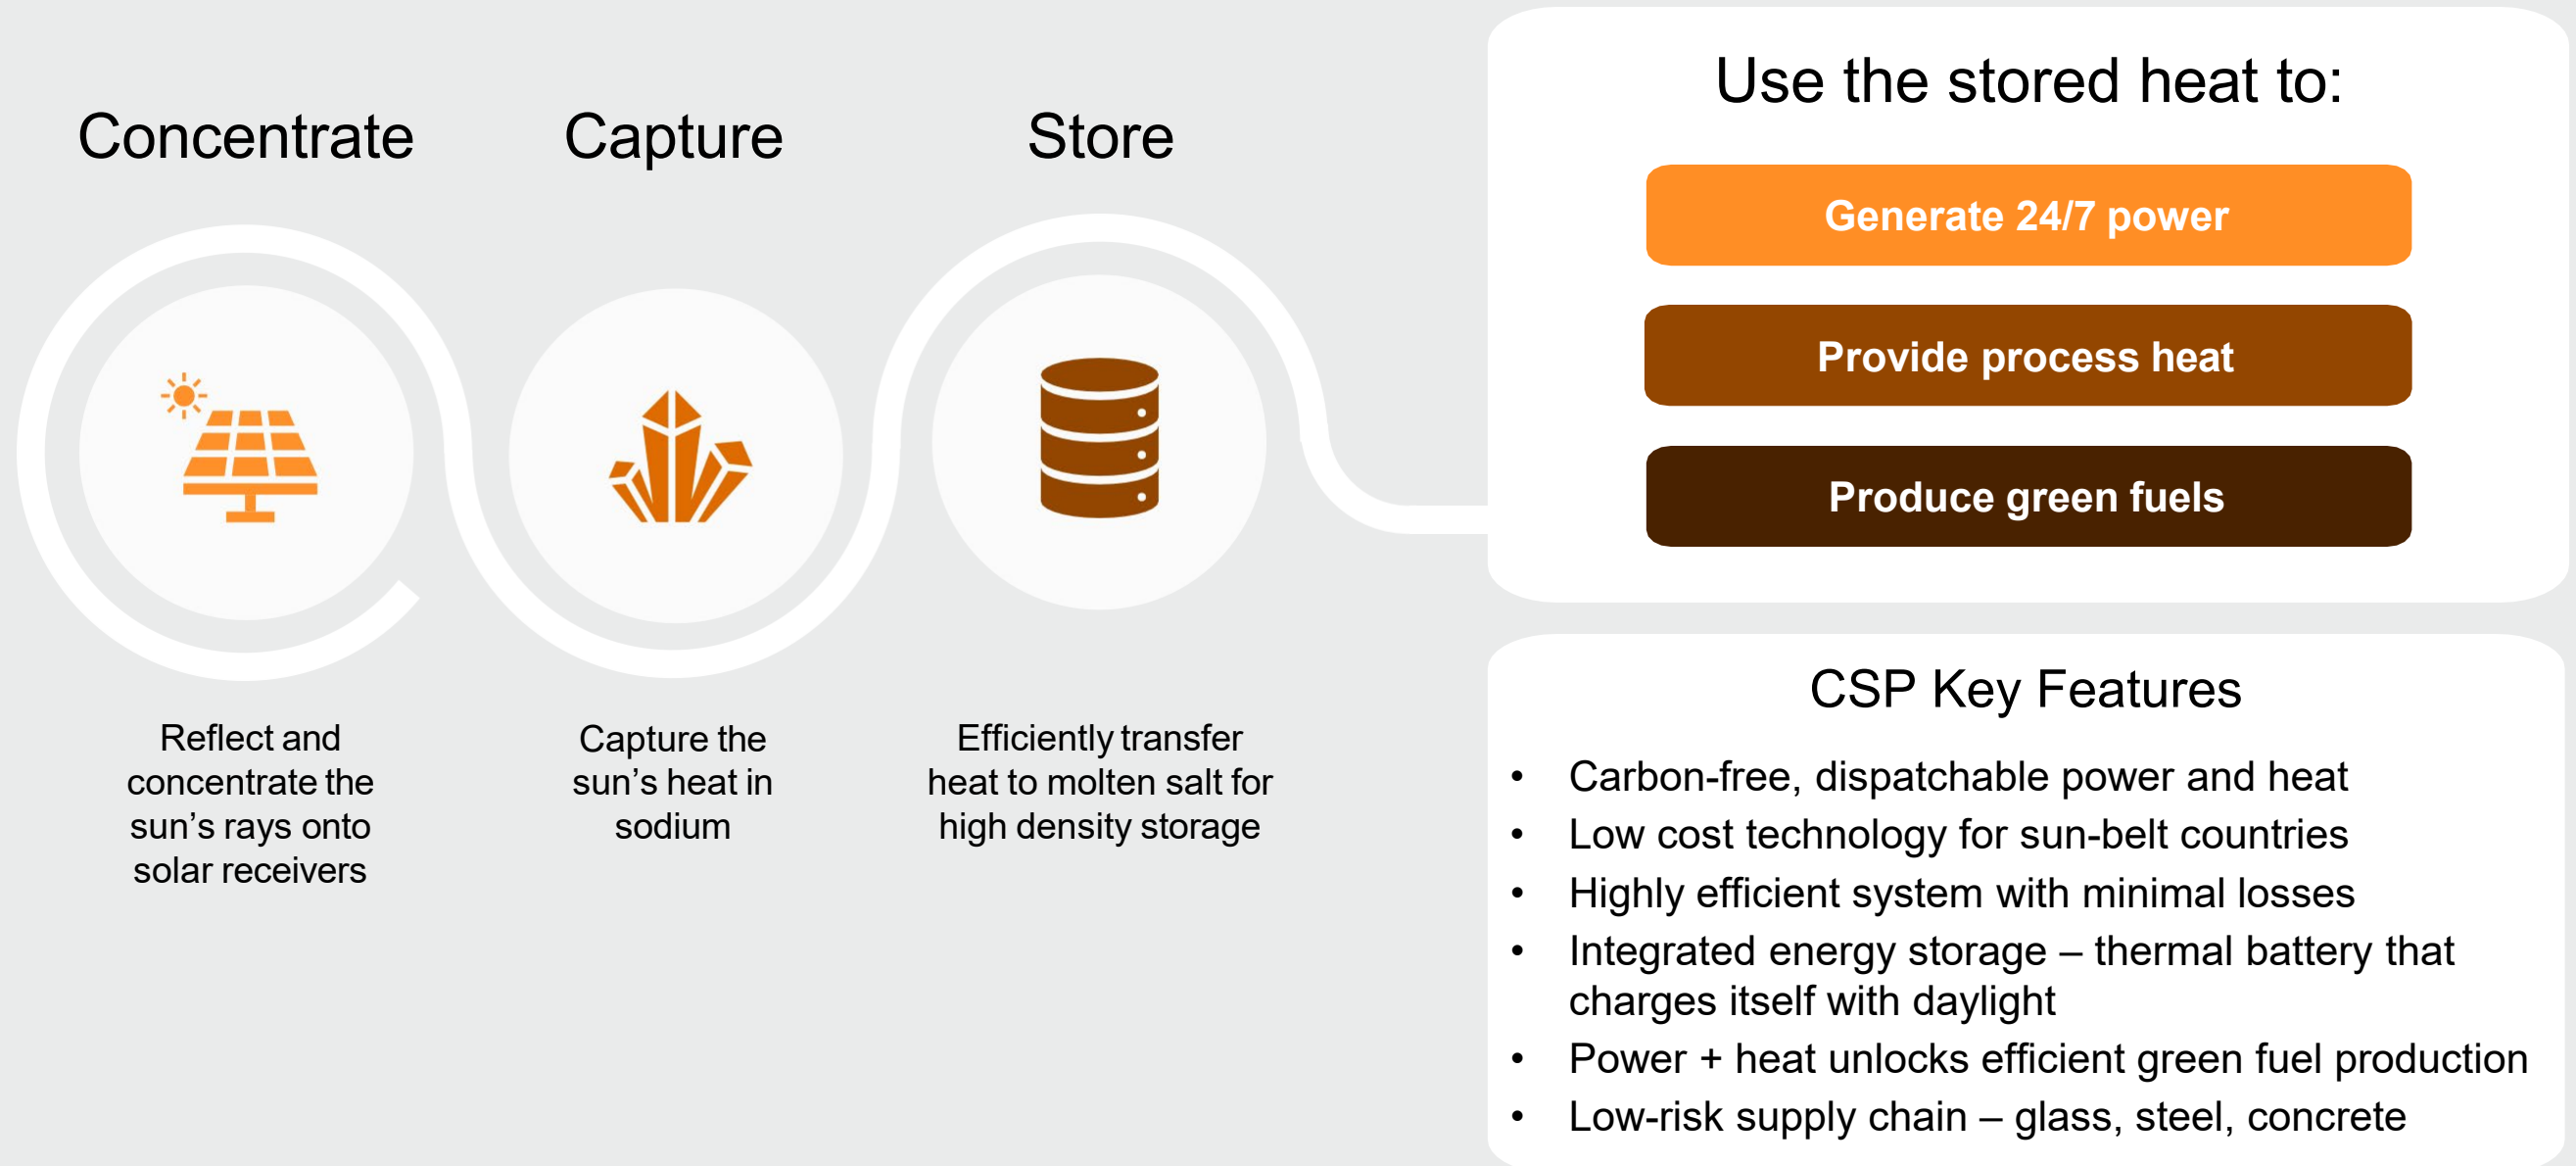 Concentrate
Reflect and
concentrate the
sun’s rays onto
solar receivers
Capture
Capture the
sun’s heat in
sodium
Store
Efficiently transfer
heat to molten salt for
high density storage
Use the stored heat to:
Generate 24/7 power
Provide process heat
Produce green fuels
CSP Key Features
• Carbon-free, dispatchable power and heat
• Low cost technology for sun-belt countries
• Highly efficient system with minimal losses
• Integrated energy storage – thermal battery that
charges itself with daylight
• Power + heat unlocks efficient green fuel production
• Low-risk supply chain – glass, steel, concrete